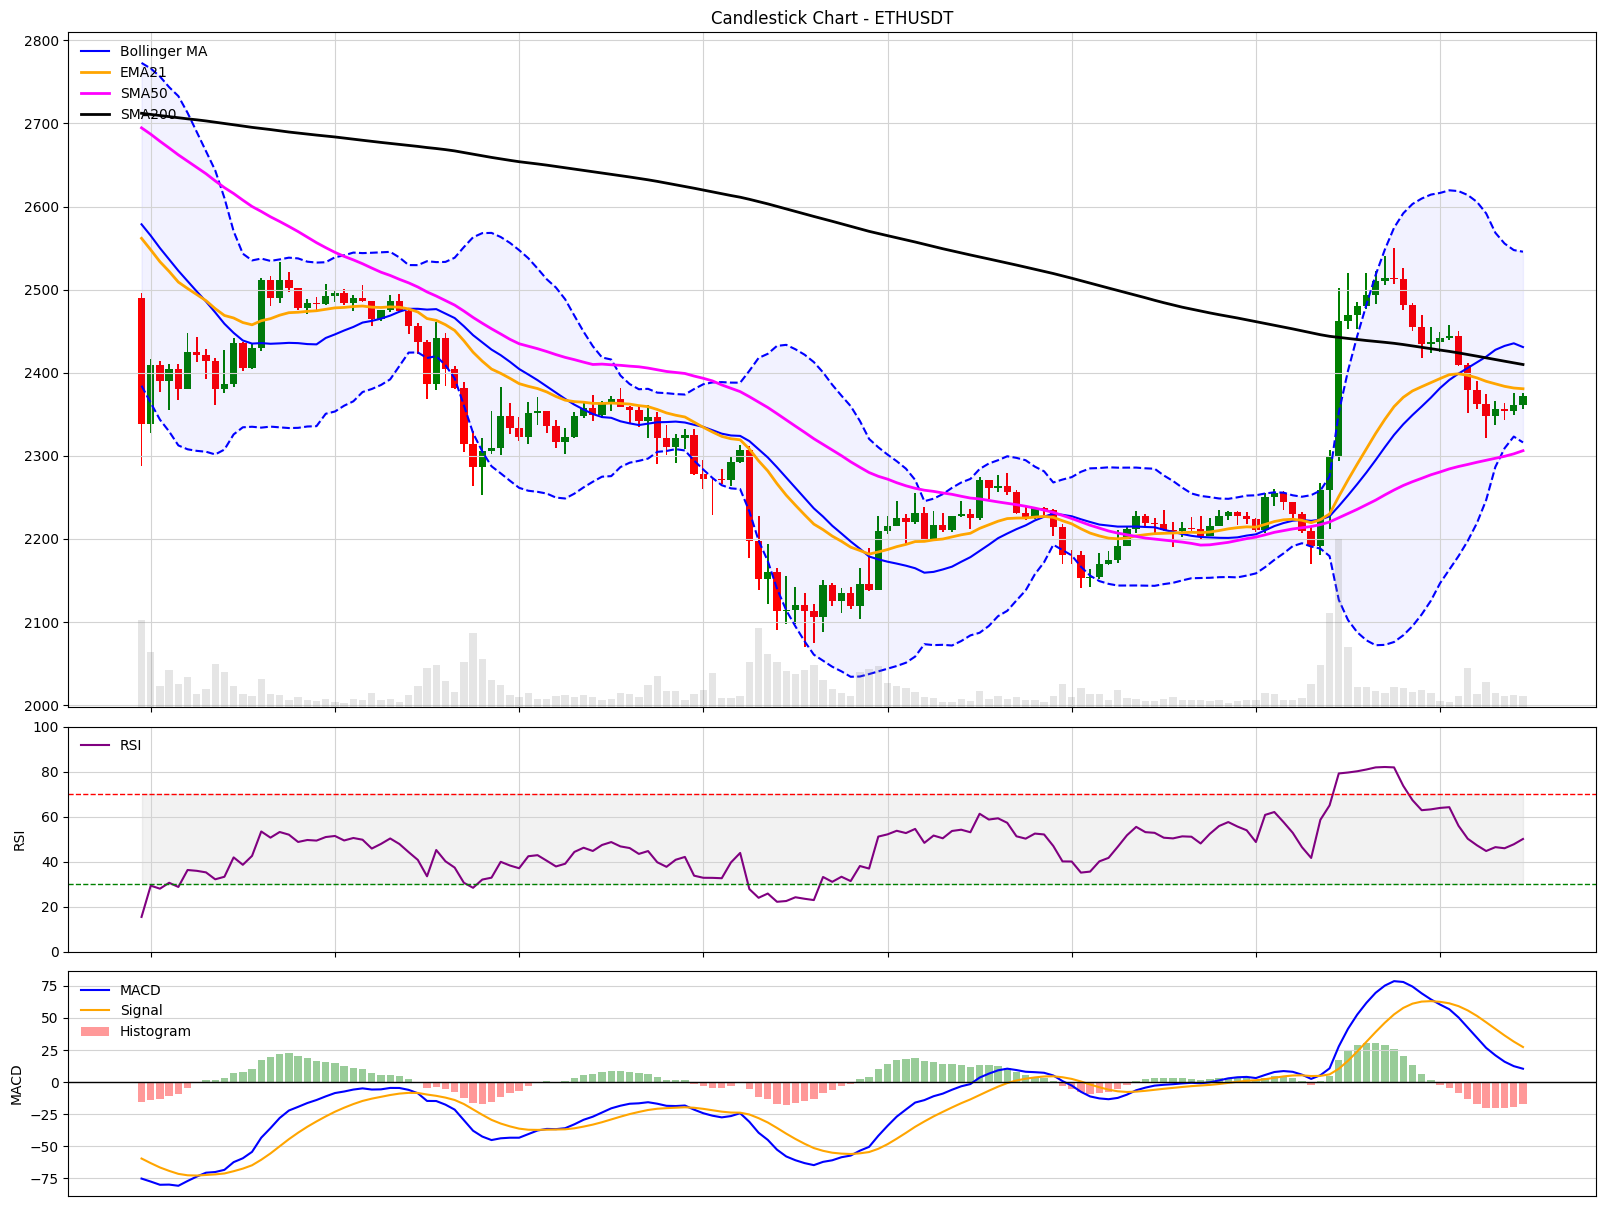 Candlestick Chart - ETHUSDT
2800
2700
2600
2500
2400
2300
2200
2100
2000
Bollinger MA
EMA21
SMA50
SMA200
100
80
60
40
20
0
RSI
RSI
75
50
25
0
−25
−50
−75
MACD
MACD
Signal
Histogram